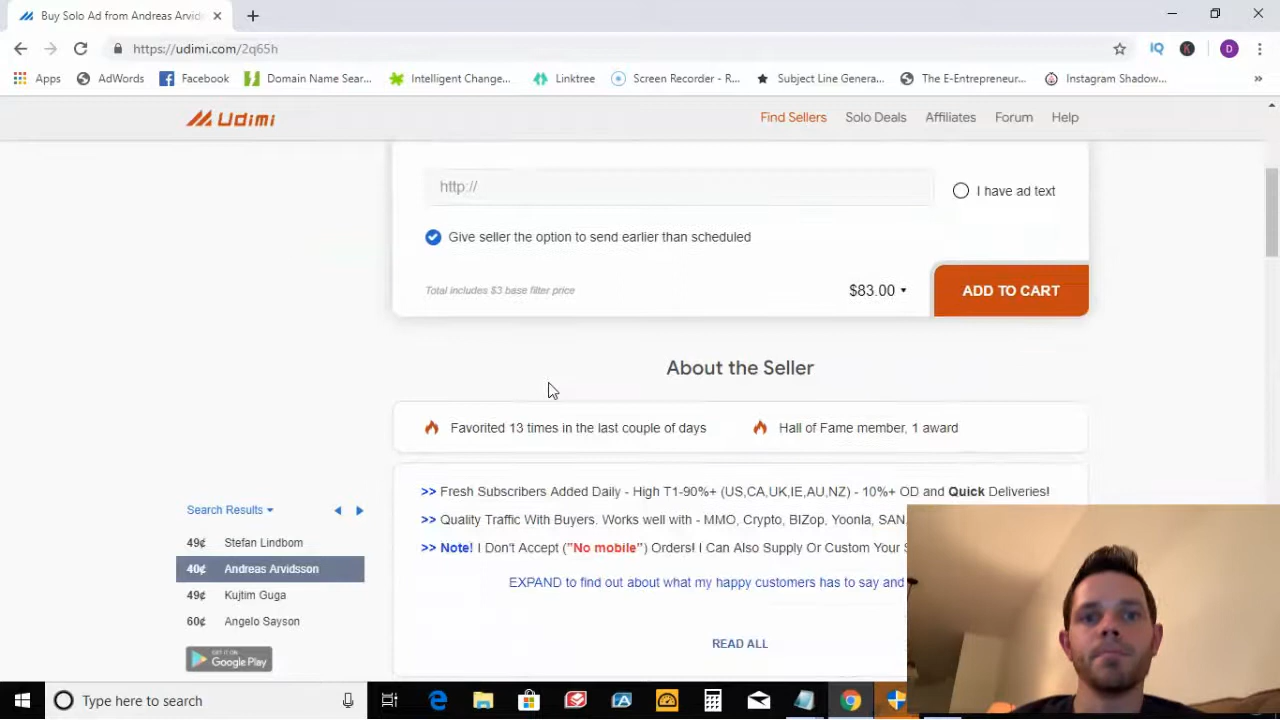 Buy Solo Ad from Andreas Arvids
https://udimi.com/2q65h
Apps
AdWords
Facebook
Domain Name Sear...
Intelligent Change...
Linktree
Screen Recorder - R...
Subject Line Genera...
The E-Entrepreneur...
Instagram Shadow...
Udimi
Find Sellers
Solo Deals
Affiliates
Forum
Help
http://
I have ad text
Give seller the option to send earlier than scheduled
Total includes $3 base filter price
$83.00
ADD TO CART
About the Seller
Favorited 13 times in the last couple of days
Hall of Fame member, 1 award
>> Fresh Subscribers Added Daily - High T1-90%+ (US,CA,UK,IE,AU,NZ) - 10%+ OD and Quick Deliveries!
>> Quality Traffic With Buyers. Works well with - MMO, Crypto, BIZop, Yoonla, SAN,
>> Note! I Don't Accept ("No mobile") Orders! I Can Also Supply Or Custom Your S
EXPAND to find out about what my happy customers has to say and
READ ALL
Search Results
49¢ Stefan Lindbom
40¢ Andreas Arvidsson
49¢ Kujtim Guga
60¢ Angelo Sayson
GET IT ON
Google Play
Type here to search